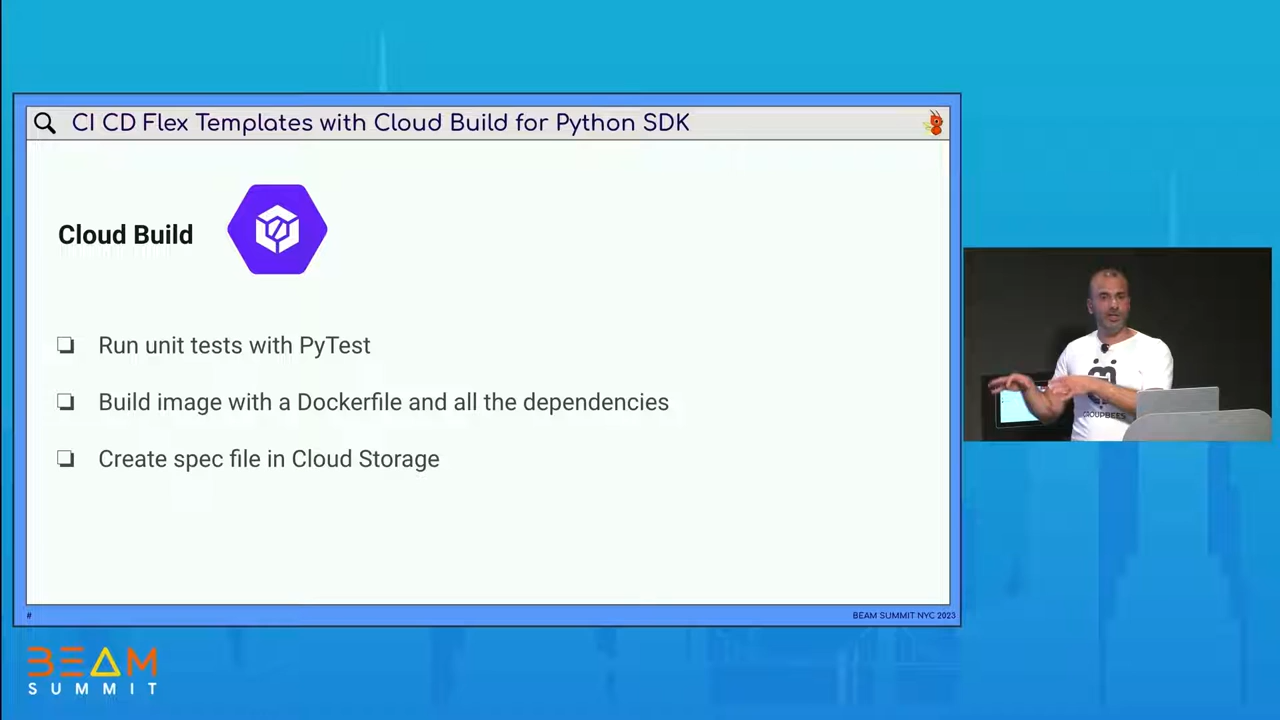 CI CD Flex Templates with Cloud Build for Python SDK
Cloud Build
Run unit tests with PyTest
Build image with a Dockerfile and all the dependencies
Create spec file in Cloud Storage
#
BEAM SUMMIT NYC 2023
GROUPBEES
BEAM
SUMMIT